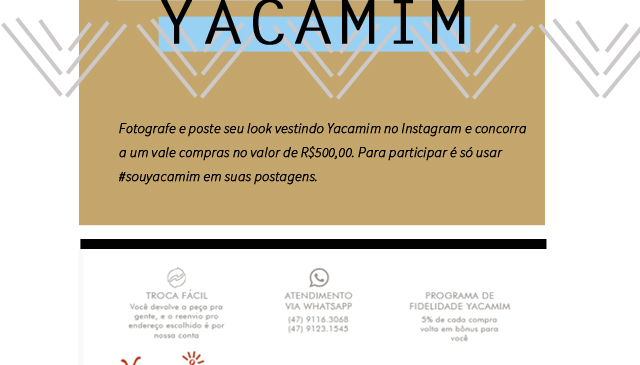 YACAMIM
Fotografe e poste seu look vestindo Yacamim no Instagram e concorra
a um vale compras no valor de R$500,00. Para participar é só usar
#souyacamim em suas postagens.
TROCA FÁCIL
Você devolve a peça pra
gente, e o reenvio pro
endereço escolhido é por
nossa conta
ATENDIMENTO
VIA WHATSAPP
(47) 9116.3068
(47) 9123.1545
PROGRAMA DE
FIDELIDADE YACAMIM
5% de cada compra
volta em bônus para
você